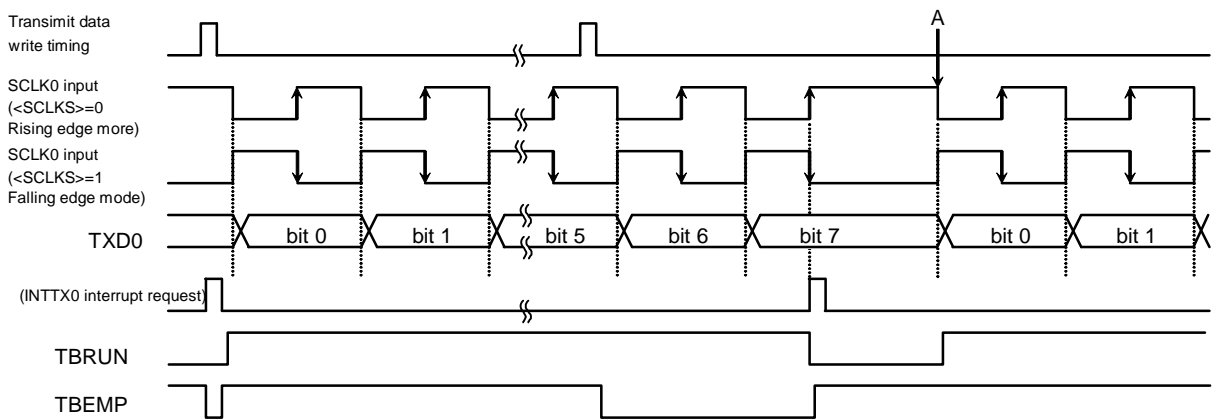 Transimit data
write timing
A
SCLK0 input
(<SCLKS>=0
Rising edge more)
SCLK0 input
(<SCLKS>=1
Falling edge mode)
TXD0
bit 0
bit 1
bit 5
bit 6
bit 7
bit 0
bit 1
(INTTX0 interrupt request)
TBRUN
TBEMP